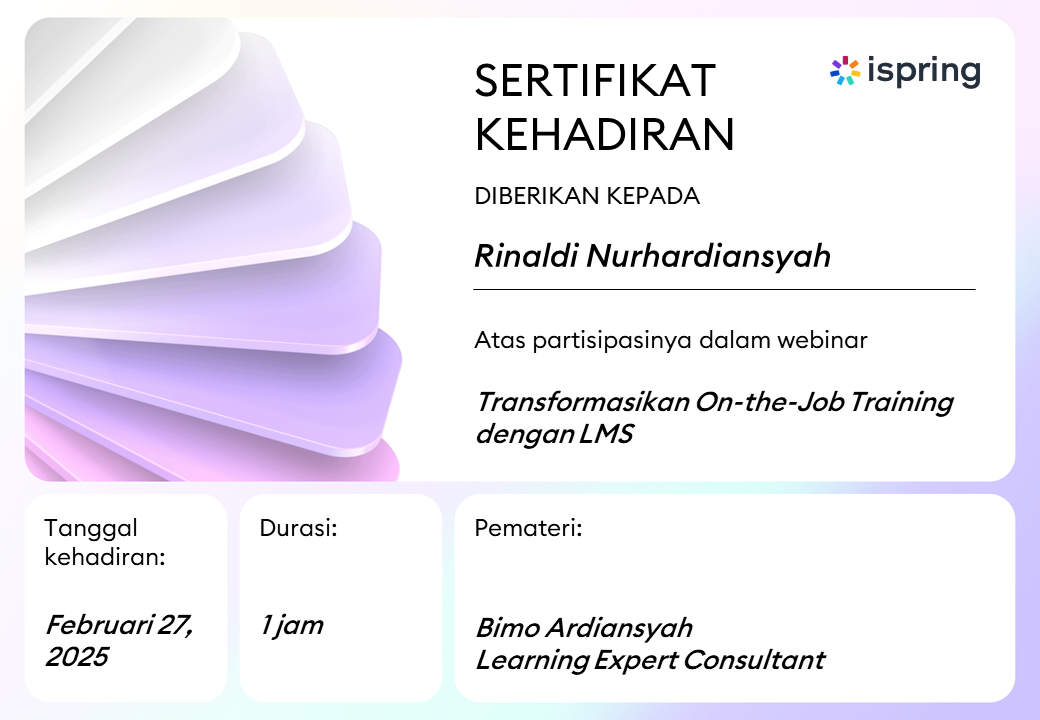 SERTIFIKAT
KEHADIRAN
ispring
DIBERIKAN KEPADA
Rinaldi Nurhardiansyah
Atas partisipasinya dalam webinar
Transformasikan On-the-Job Training
dengan LMS
Tanggal
kehadiran:
Februari 27,
2025
Durasi:
1 jam
Pemateri:
Bimo Ardiansyah
Learning Expert Consultant